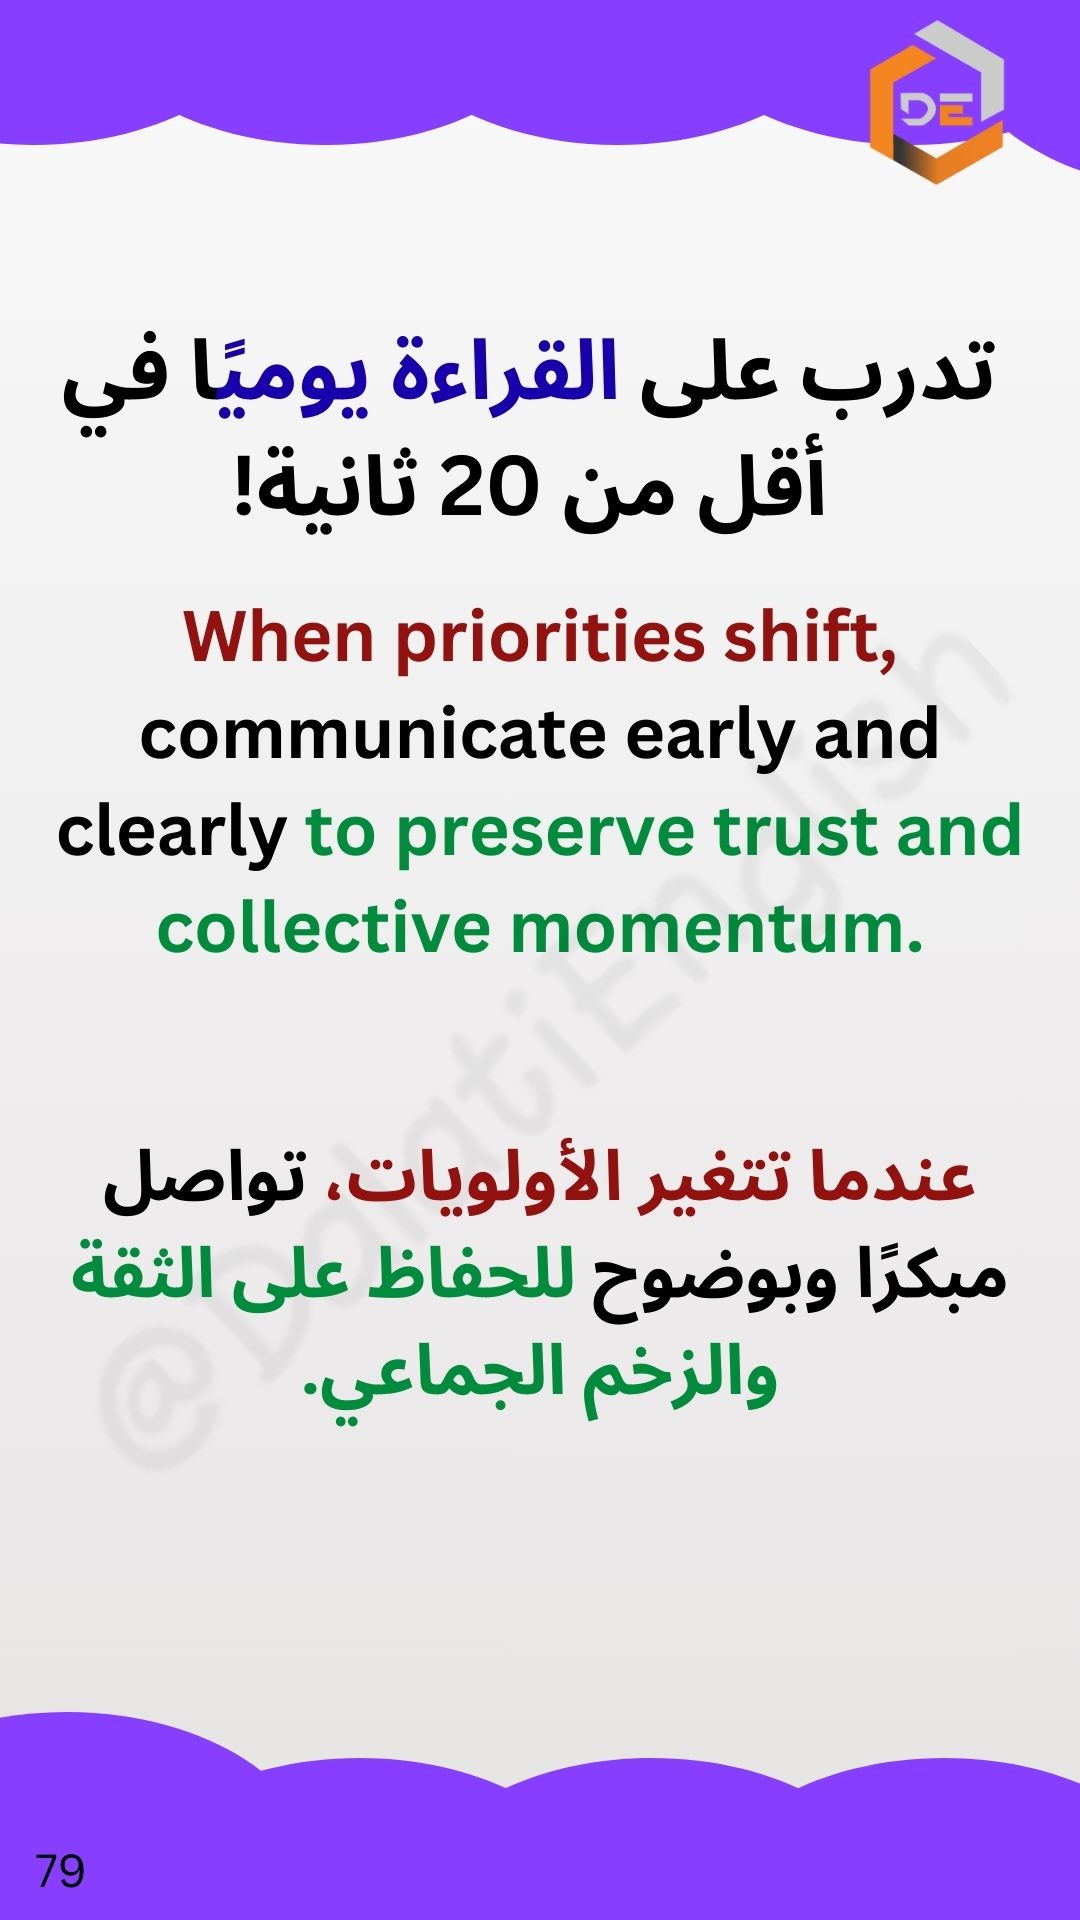 DE
تدرب على القراءة يوميًا في
أقل من 20 ثانية!
When priorities shift,
communicate early and
clearly to preserve trust and
collective momentum.
عندما تتغير الأولويات، تواصل
مبكرًا وبوضوح للحفاظ على الثقة
والزخم الجماعي.
@DalatiEnglish
79